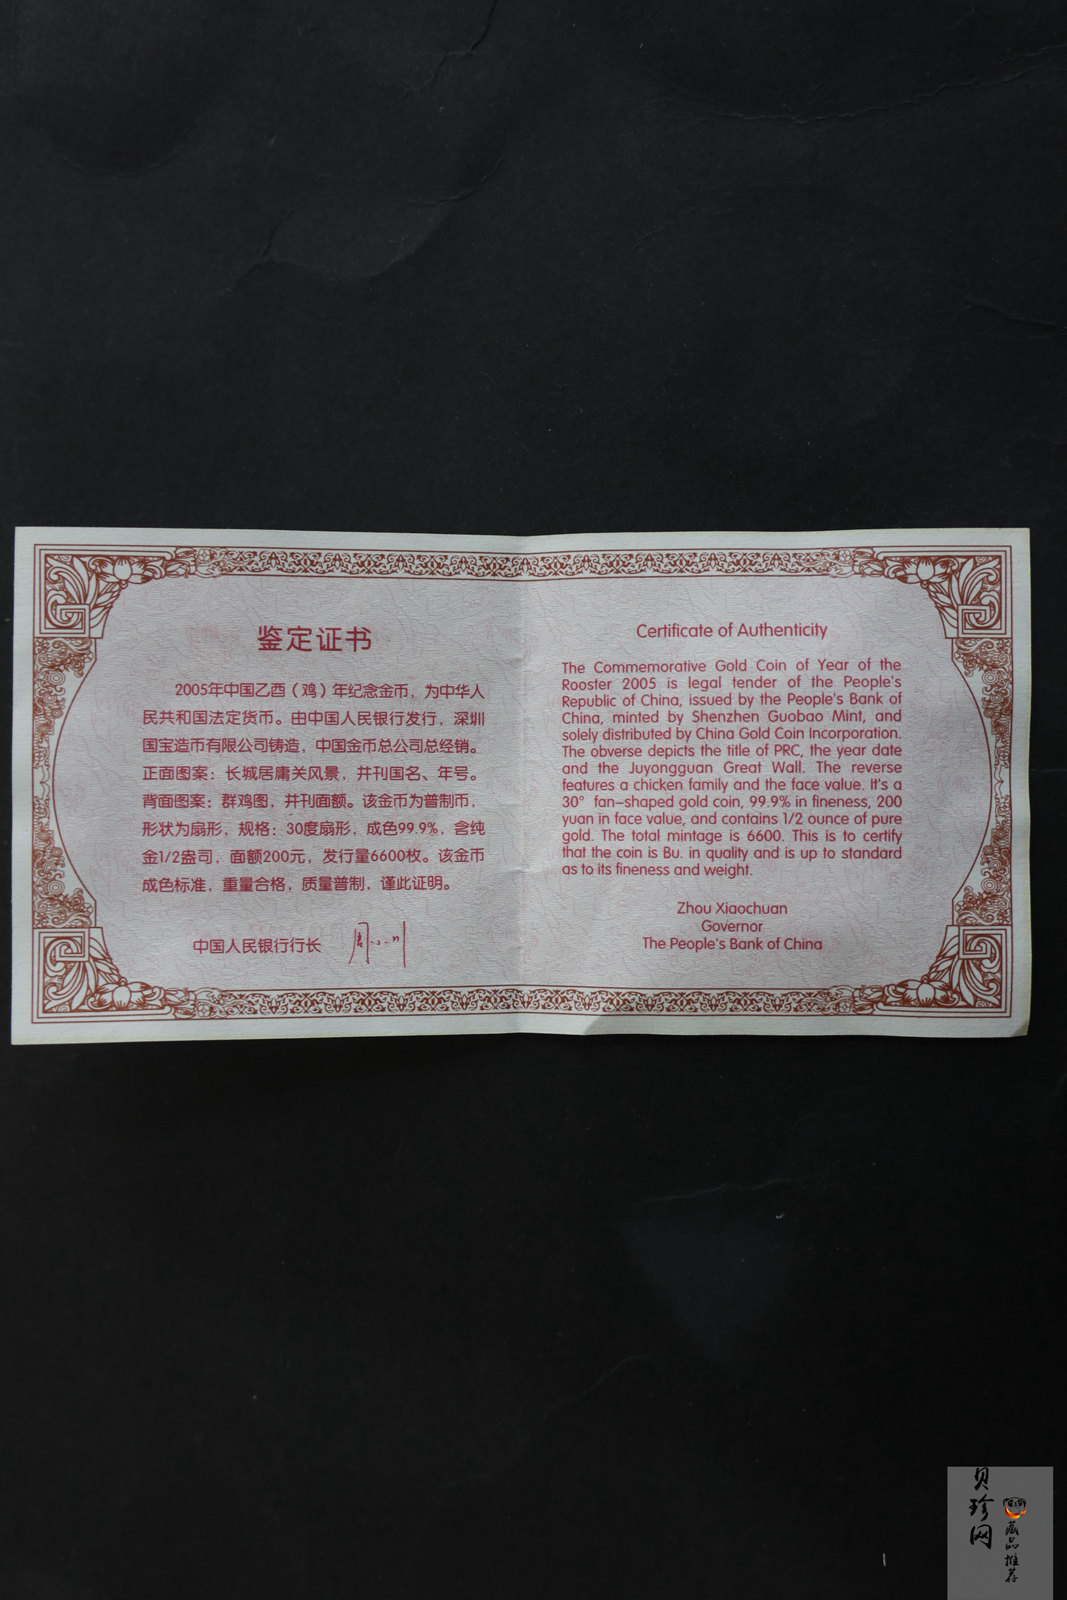 鉴定证书
2005年中国乙酉（鸡）年纪念金币，为中华人
民共和国法定货币。由中国人民银行发行，深圳
国宝造币有限公司铸造，中国金币总公司总经销。
正面图案：长城居庸关风景，并刊国名、年号。
背面图案：群鸡图，并刊面额。该金币为普制币，
形状为扇形，规格：30度扇形，成色99.9%，含纯
金1/2盎司，面额200元，发行量6600枚。该金币
成色标准，重量合格，质量普制，谨此证明。
中国人民银行行长 周小川
Certificate of Authenticity
The Commemorative Gold Coin of Year of the
Rooster 2005 is legal tender of the People's
Republic of China, issued by the People's Bank of
China, minted by Shenzhen Guobao Mint, and
solely distributed by China Gold Coin Incorporation.
The obverse depicts the title of PRC, the year date
and the Juyongguan Great Wall. The reverse
features a chicken family and the face value. It's a
30° fan-shaped gold coin, 99.9% in fineness, 200
yuan in face value, and contains 1/2 ounce of pure
gold. The total mintage is 6600. This is to certify
that the coin is Bu. in quality and is up to standard
as to its fineness and weight.
Zhou Xiaochuan
Governor
The People's Bank of China
贝珍网
藏品推荐